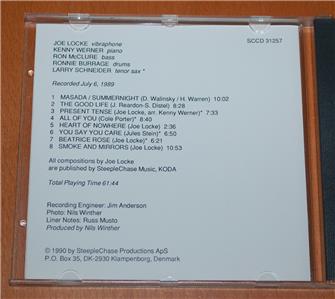 JOE LOCKE vibraphone SCCD 31257
KENNY WERNER piano
RON McCLURE bass
RONNIE BURRAGE drums
LARRY SCHNEIDER tenor sax *
Recorded July 6, 1989
1 MASADA / SUMMERNIGHT (D. Walinsky / H. Warren) 10:02
2 THE GOOD LIFE (J. Reardon-S. Distel) 8:28
3 PRESENT TENSE (Joe Locke, arr. Kenny Werner)* 7:33
4 ALL OF YOU (Cole Porter)* 8:40
5 HEART OF NOWHERE (Joe Locke) 2:36
6 YOU SAY YOU CARE (Jules Stein)* 6:50
7 BEATRICE ROSE (Joe Locke)* 6:21
8 SMOKE AND MIRRORS (Joe Locke) 10:53
All compositions by Joe Locke
are published by SteepleChase Music, KODA
Total Playing Time 61:44
Recording Engineer: Jim Anderson
Photo: Nils Winther
Liner Notes: Russ Musto
Produced by Nils Winther
© 1990 by SteepleChase Productions ApS
P.O. Box 35, DK-2930 Klampenborg, Denmark